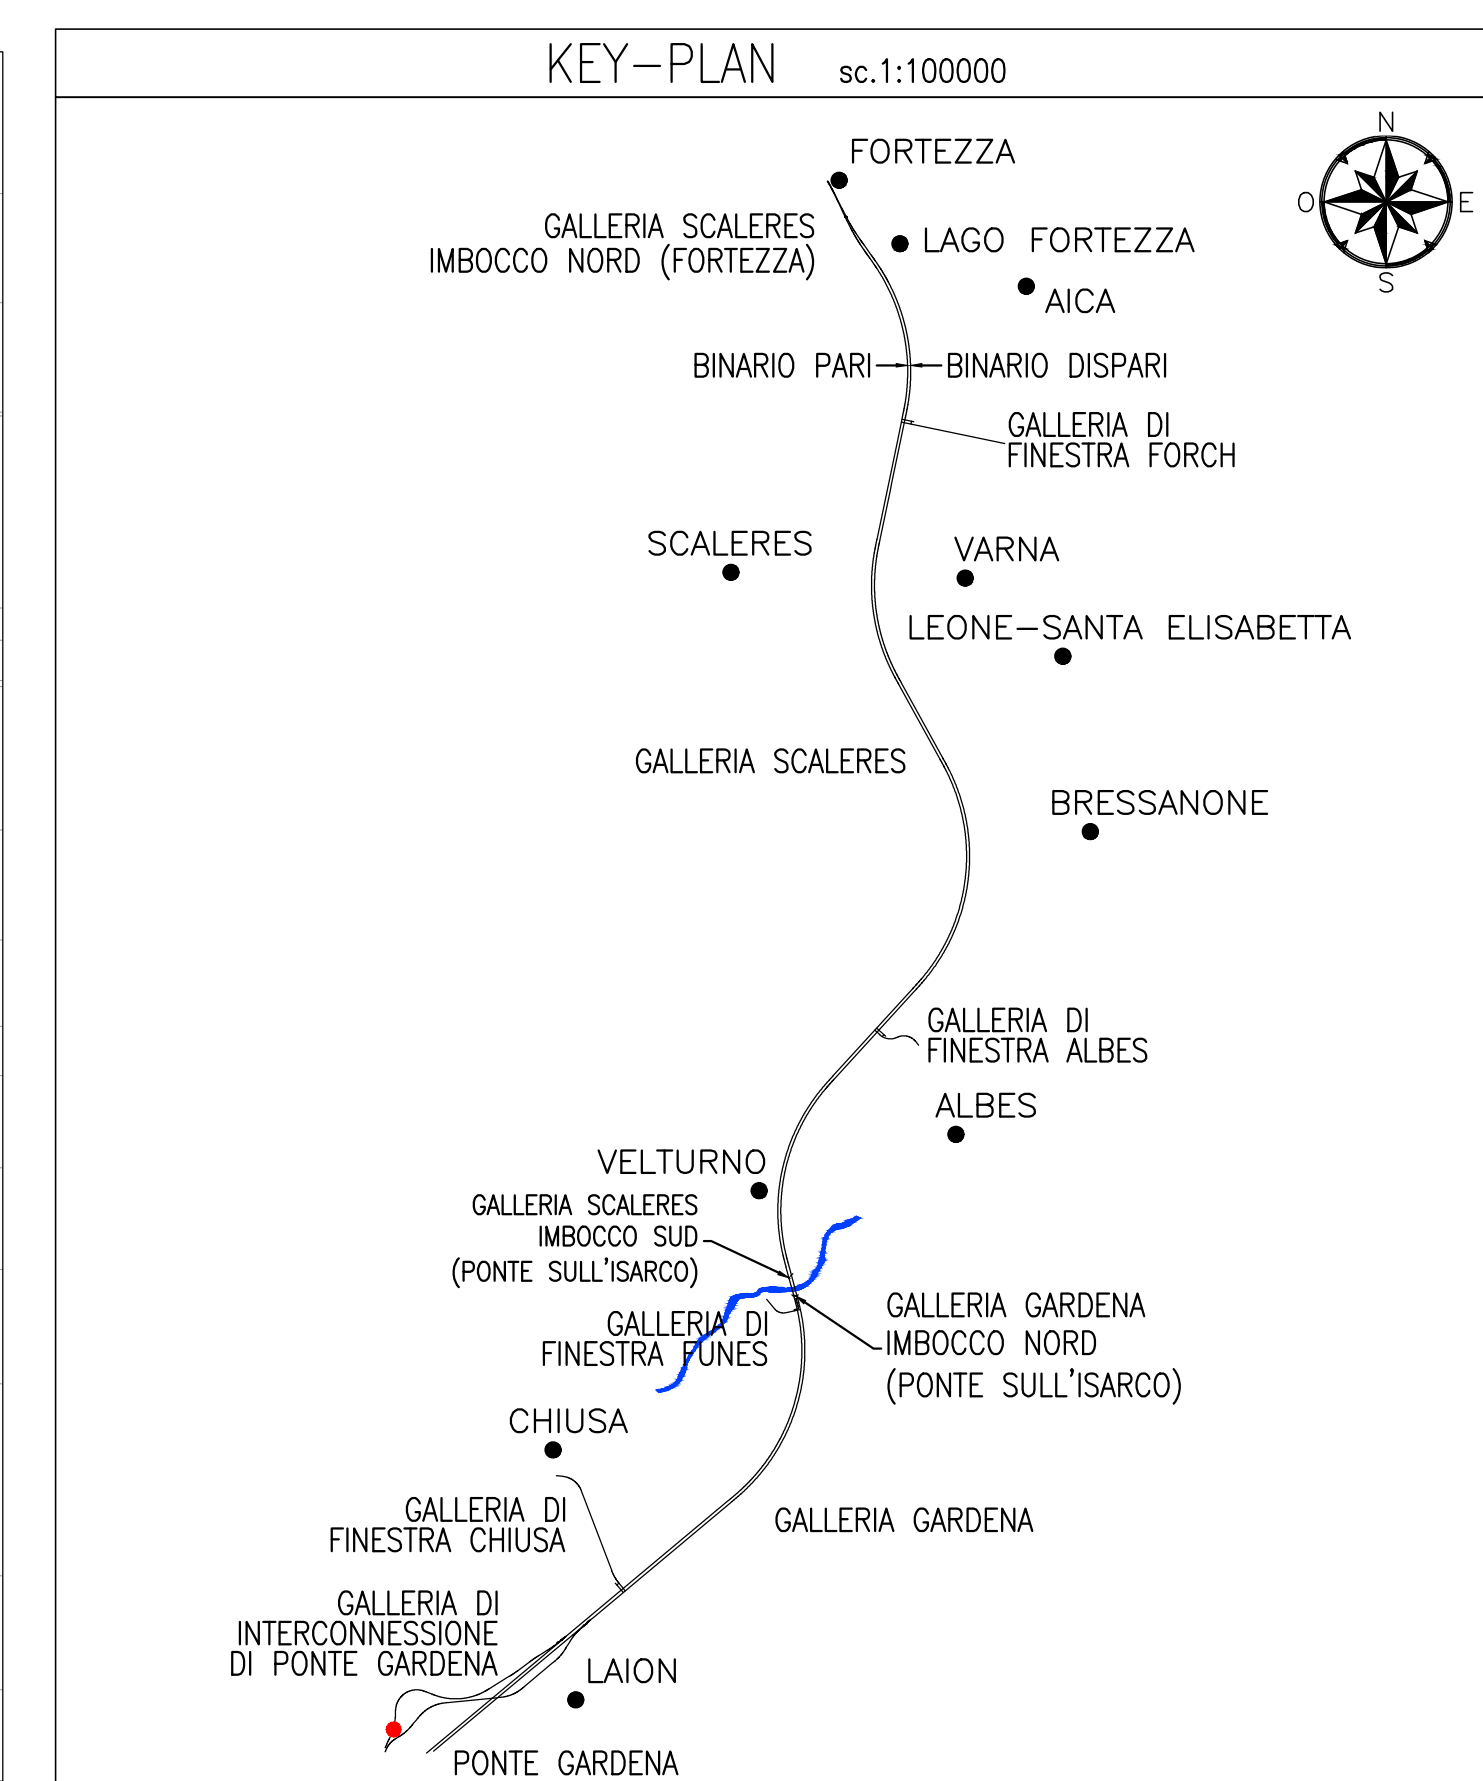 KEY-PLAN sc.1:100000
N
O
E
S
FORTEZZA
GALLERIA SCALERES
IMBOCCO NORD (FORTEZZA)
LAGO FORTEZZA
AICA
BINARIO PARI
BINARIO DISPARI
GALLERIA DI
FINESTRA FORCH
SCALERES
VARNA
LEONE-SANTA ELISABETTA
GALLERIA SCALERES
BRESSANONE
GALLERIA DI
FINESTRA ALBES
ALBES
VELTURNO
GALLERIA SCALERES
IMBOCCO SUD
(PONTE SULL'ISARCO)
GALLERIA DI
FINESTRA FUNES
GALLERIA GARDENA
IMBOCCO NORD
(PONTE SULL'ISARCO)
CHIUSA
GALLERIA DI
FINESTRA CHIUSA
GALLERIA GARDENA
GALLERIA DI
INTERCONNESSIONE
DI PONTE GARDENA
LAION
PONTE GARDENA